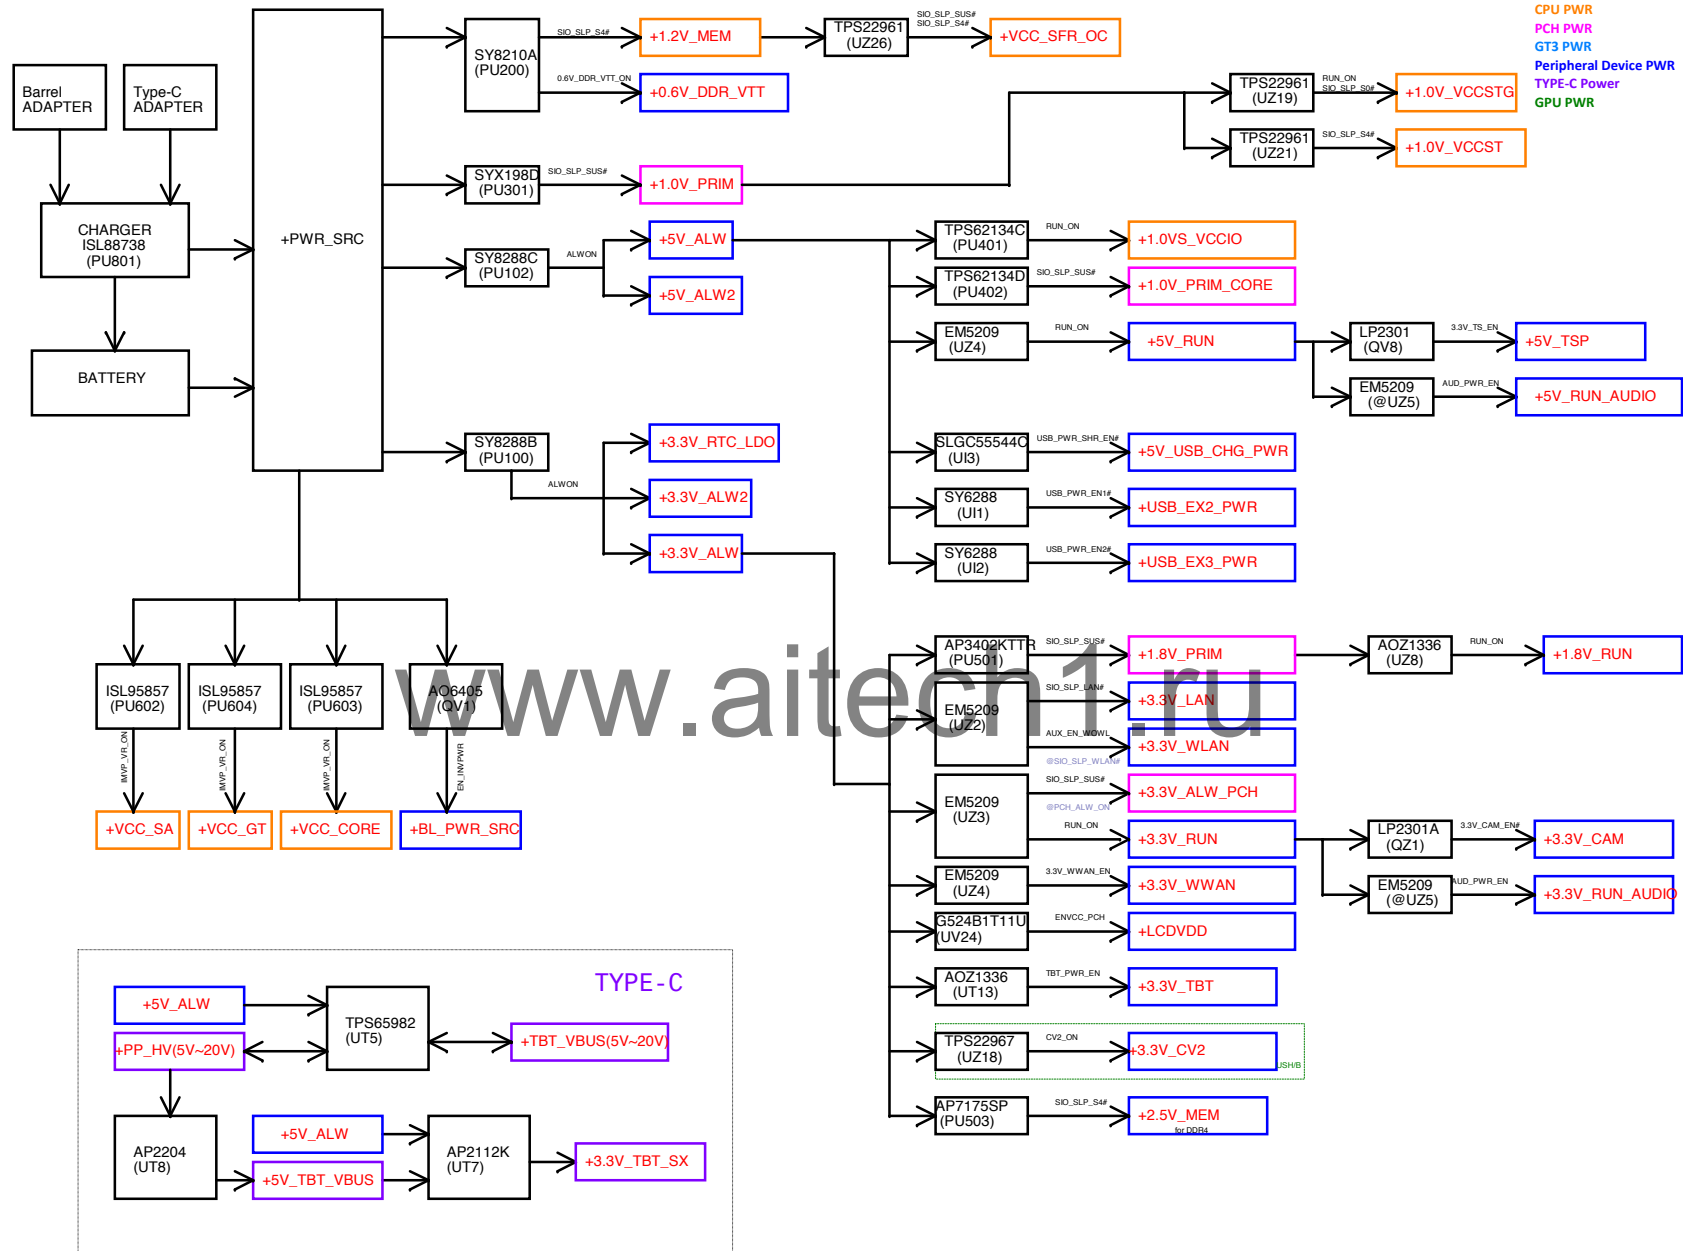 CPU PWR
PCH PWR
GT3 PWR
Peripheral Device PWR
TYPE-C Power
GPU PWR
Barrel
ADAPTER
Type-C
ADAPTER
CHARGER
ISL88738
(PU801)
BATTERY
+PWR_SRC
SY8210A
(PU200)
SIO_SLP_S4#
+1.2V_MEM
TPS22961
(UZ26)
SIO_SLP_SUS#
SIO_SLP_S4#
+VCC_SFR_OC
0.6V_DDR_VTT_ON
+0.6V_DDR_VTT
TPS22961
(UZ19)
RUN_ON
SIO_SLP_S0#
+1.0V_VCCSTG
TPS22961
(UZ21)
SIO_SLP_S4#
+1.0V_VCCST
SYX198D
(PU301)
SIO_SLP_SUS#
+1.0V_PRIM
SY8288C
(PU102)
ALWON
+5V_ALW
+5V_ALW2
TPS62134C
(PU401)
RUN_ON
+1.0VS_VCCIO
TPS62134D
(PU402)
SIO_SLP_SUS#
+1.0V_PRIM_CORE
EM5209
(UZ4)
RUN_ON
+5V_RUN
LP2301
(QV8)
3.3V_TS_EN
+5V_TSP
EM5209
(@UZ5)
AUD_PWR_EN
+5V_RUN_AUDIO
SLGC55544C
(UI3)
USB_PWR_SHR_EN#
+5V_USB_CHG_PWR
SY6288
(UI1)
USB_PWR_EN1#
+USB_EX2_PWR
SY6288
(UI2)
USB_PWR_EN2#
+USB_EX3_PWR
SY8288B
(PU100)
ALWON
+3.3V_RTC_LDO
+3.3V_ALW2
+3.3V_ALW
ISL95857
(PU602)
ISL95857
(PU604)
ISL95857
(PU603)
AO6405
(QV1)
IMVP_VR_ON
IMVP_VR_ON
IMVP_VR_ON
EN_INVPWR
+VCC_SA
+VCC_GT
+VCC_CORE
+BL_PWR_SRC
www.aitech1.ru
AP3402KTTR
(PU501)
SIO_SLP_SUS#
+1.8V_PRIM
AOZ1336
(UZ8)
RUN_ON
+1.8V_RUN
EM5209
(UZ2)
SIO_SLP_LAN#
+3.3V_LAN
AUX_EN_WOWL
+3.3V_WLAN
@SIO_SLP_WLAN#
EM5209
(UZ3)
SIO_SLP_SUS#
+3.3V_ALW_PCH
@PCH_ALW_ON
RUN_ON
+3.3V_RUN
LP2301A
(QZ1)
3.3V_CAM_EN#
+3.3V_CAM
EM5209
(@UZ5)
AUD_PWR_EN
+3.3V_RUN_AUDIO
EM5209
(UZ4)
3.3V_WWAN_EN
+3.3V_WWAN
G524B1T11U
(UV24)
ENVCC_PCH
+LCDVDD
AOZ1336
(UT13)
TBT_PWR_EN
+3.3V_TBT
TPS22967
(UZ18)
CV2_ON
+3.3V_CV2
USH/B
AP7175SP
(PU503)
SIO_SLP_S4#
+2.5V_MEM
for DDR4
TYPE-C
+5V_ALW
+PP_HV(5V~20V)
TPS65982
(UT5)
+TBT_VBUS(5V~20V)
AP2204
(UT8)
+5V_ALW
+5V_TBT_VBUS
AP2112K
(UT7)
+3.3V_TBT_SX